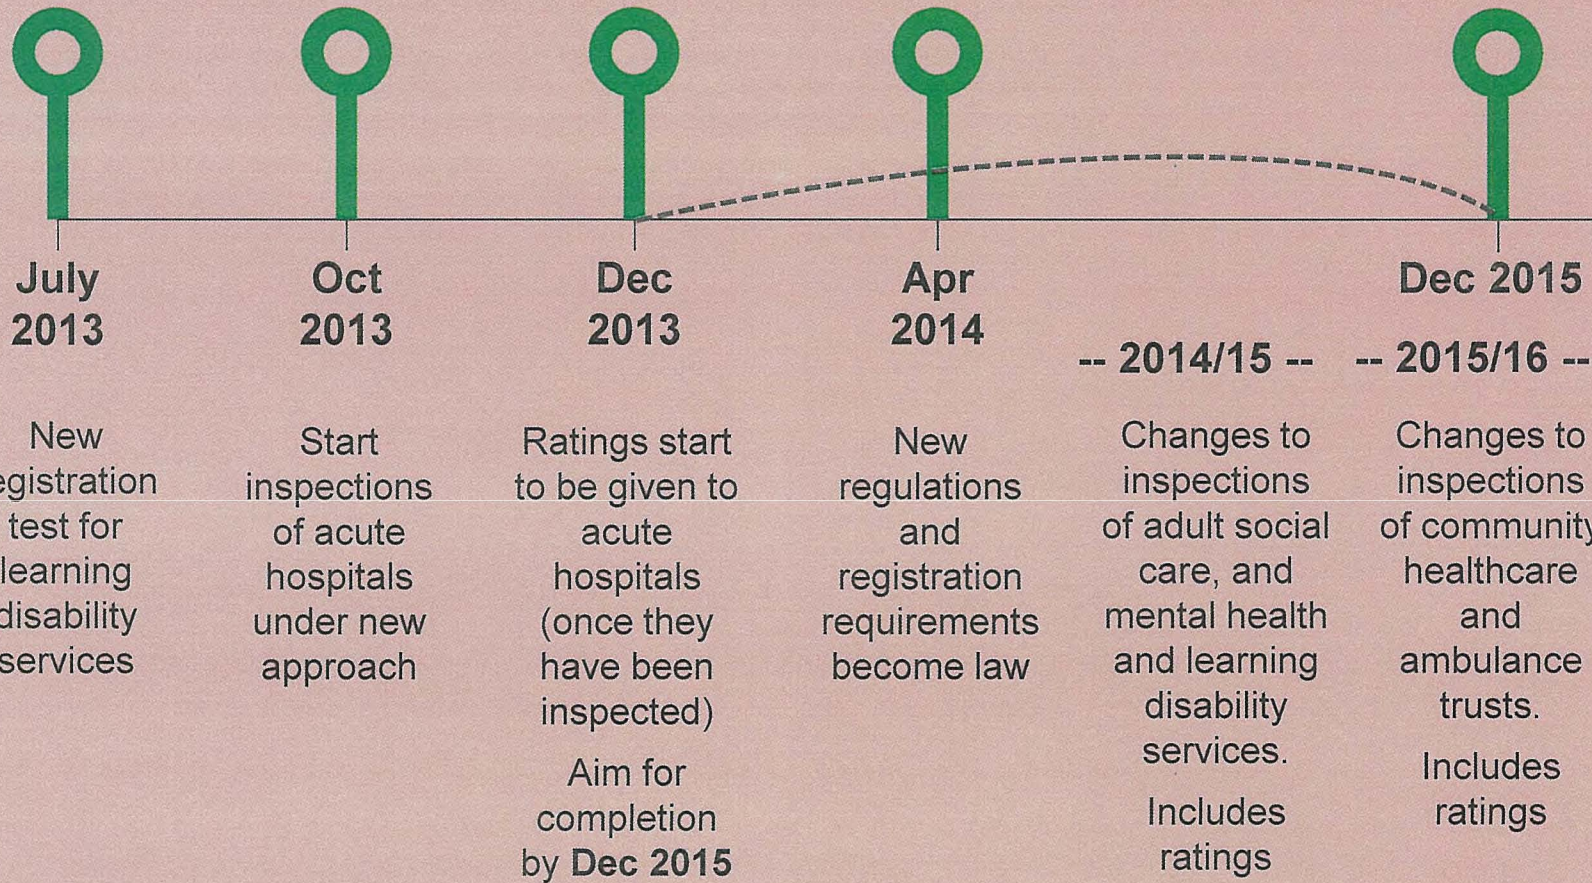 July
2013
Oct
2013
Dec
2013
Apr
2014
Dec 2015
-- 2014/15 --
-- 2015/16 --
New
egistration
test for
learning
disability
services
Start
inspections
of acute
hospitals
under new
approach
Ratings start
to be given to
acute
hospitals
(once they
have been
inspected)
Aim for
completion
by Dec 2015
New
regulations
and
registration
requirements
become law
Changes to
inspections
of adult social
care, and
mental health
and learning
disability
services.
Includes
ratings
Changes to
inspections
of community
healthcare
and
ambulance
trusts.
Includes
ratings